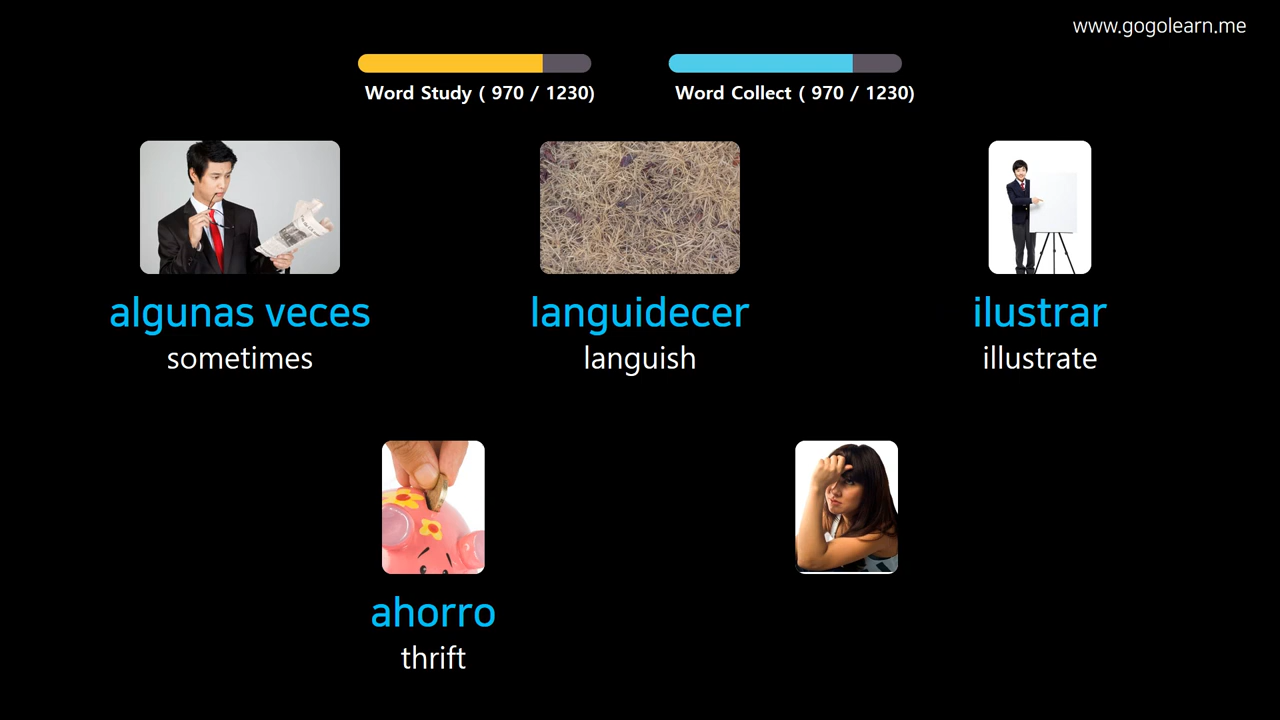 www.gogolearn.me
Word Study ( 970 / 1230)
Word Collect ( 970 / 1230)
algunas veces
sometimes
languidecer
languish
ilustrar
illustrate
ahorro
thrift